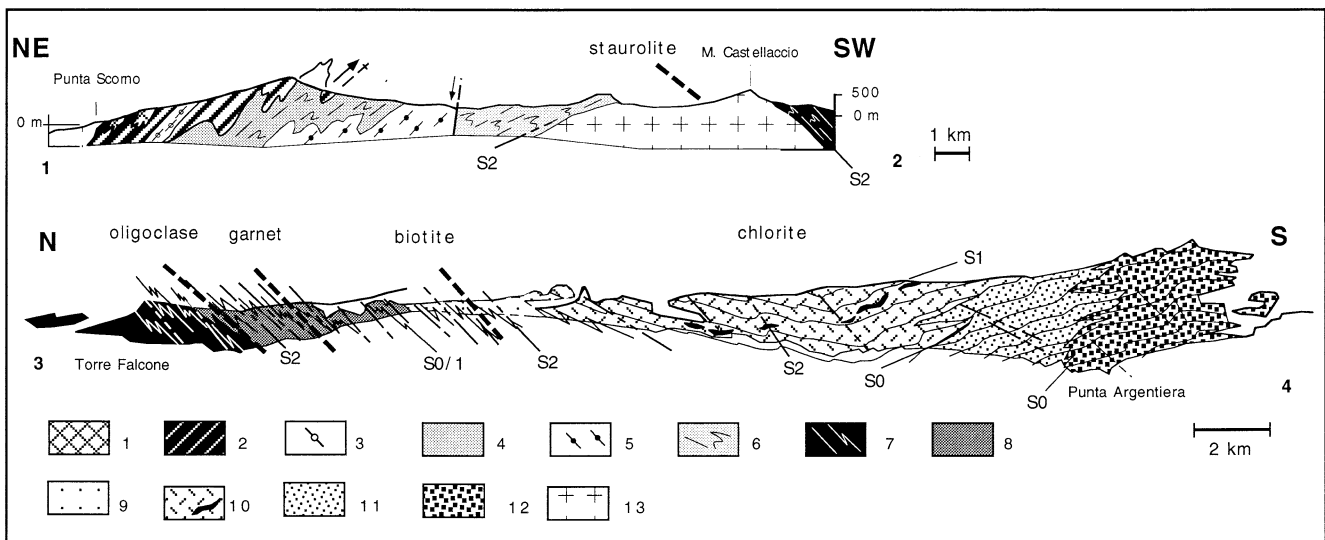 NE
SW
staurolite
M. Castellaccio
Punta Scorno
500
0 m
0 m
1 km
S2
1
2
S2
N
S
oligoclase garnet biotite chlorite
S1
S2
S0/1
S2
S2
S0
S0
3 Torre Falcone
Punta Argentiera
4
1 2 3 4 5 6 7 8
2 km
9 10 11 12 13